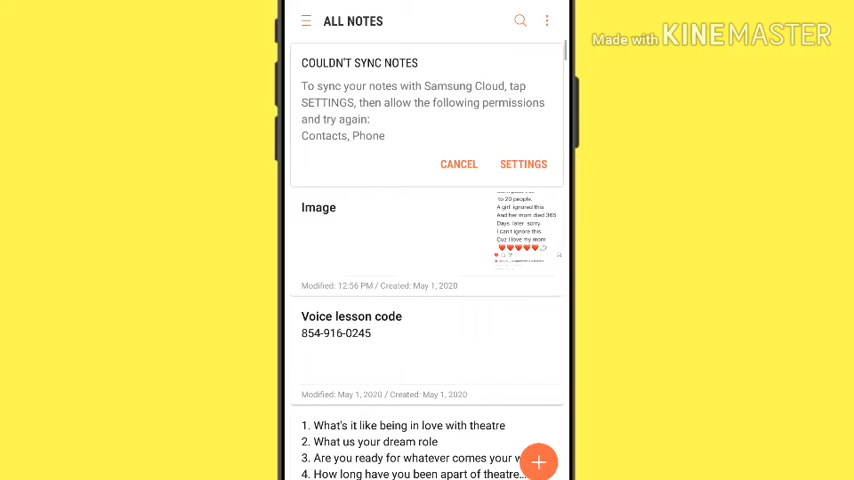 ALL NOTES
Made with KINEMASTER
COULDN'T SYNC NOTES
To sync your notes with Samsung Cloud, tap
SETTINGS, then allow the following permissions
and try again:
Contacts, Phone
CANCEL SETTINGS
Image
to 20 people.
A girl ignored this
And her mom died 365
Days later sorry
I can't ignore this
Cuz I love my mom
Modified: 12:56 PM / Created: May 1, 2020
Voice lesson code
854-916-0245
Modified: May 1, 2020 / Created: May 1, 2020
1. What's it like being in love with theatre
2. What us your dream role
3. Are you ready for whatever comes your
4. How long have you been apart of theatre...